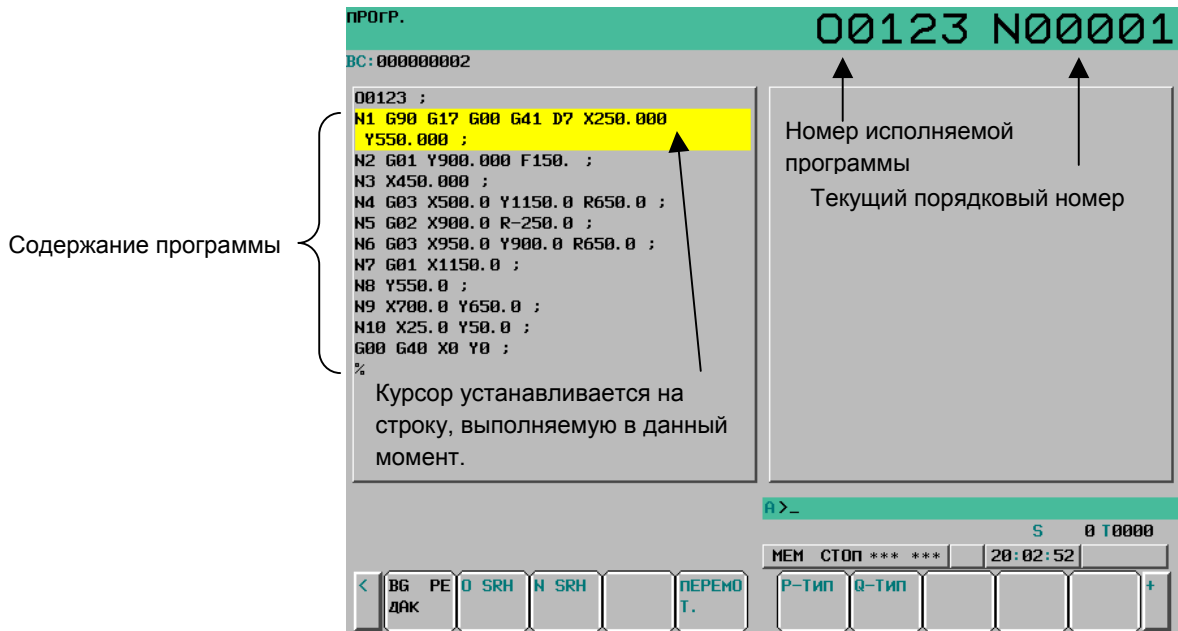 ПРОГР.
O0123 N00001
ВС:000000002
O0123 ;
N1 G90 G17 G00 G41 D7 X250.000
Y550.000 ;
N2 G01 Y900.000 F150. ;
N3 X450.000 ;
N4 G03 X500.0 Y1150.0 R650.0 ;
N5 G02 X900.0 R-250.0 ;
N6 G03 X950.0 Y900.0 R650.0 ;
N7 G01 X1150.0 ;
N8 Y550.0 ;
N9 X700.0 Y650.0 ;
N10 X25.0 Y50.0 ;
G00 G40 X0 Y0 ;
%
Содержание программы
Курсор устанавливается на
строку, выполняемую в данный
момент.
Номер исполняемой
программы
Текущий порядковый номер
A>_
S 0 T0000
МЕМ СТОП *** ***
20:02:52
<
BG РЕ
ДАК
O SRH
N SRH
ПЕРЕМО
Т.
P-ТИП
Q-ТИП
+